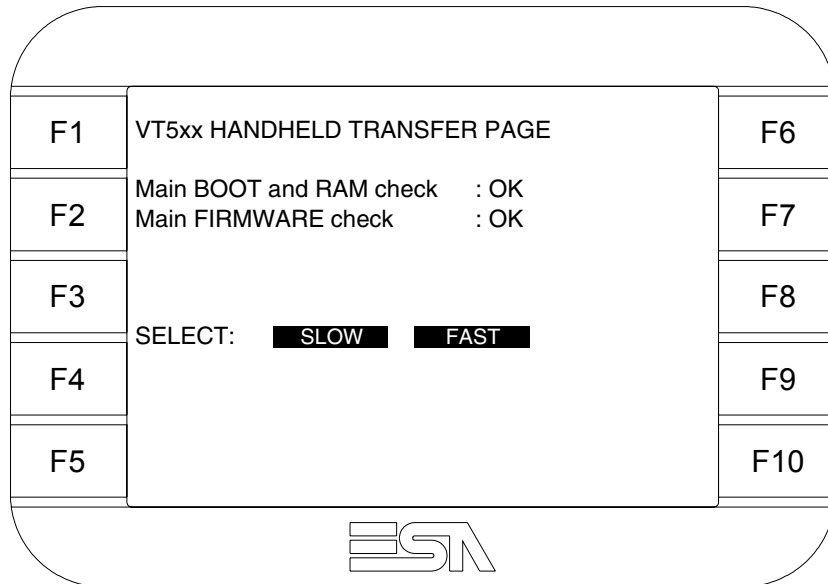 F1
F2
F3
F4
F5
VT5xx HANDHELD TRANSFER PAGE
Main BOOT and RAM check : OK
Main FIRMWARE check : OK
SELECT: SLOW FAST
F6
F7
F8
F9
F10
ESA